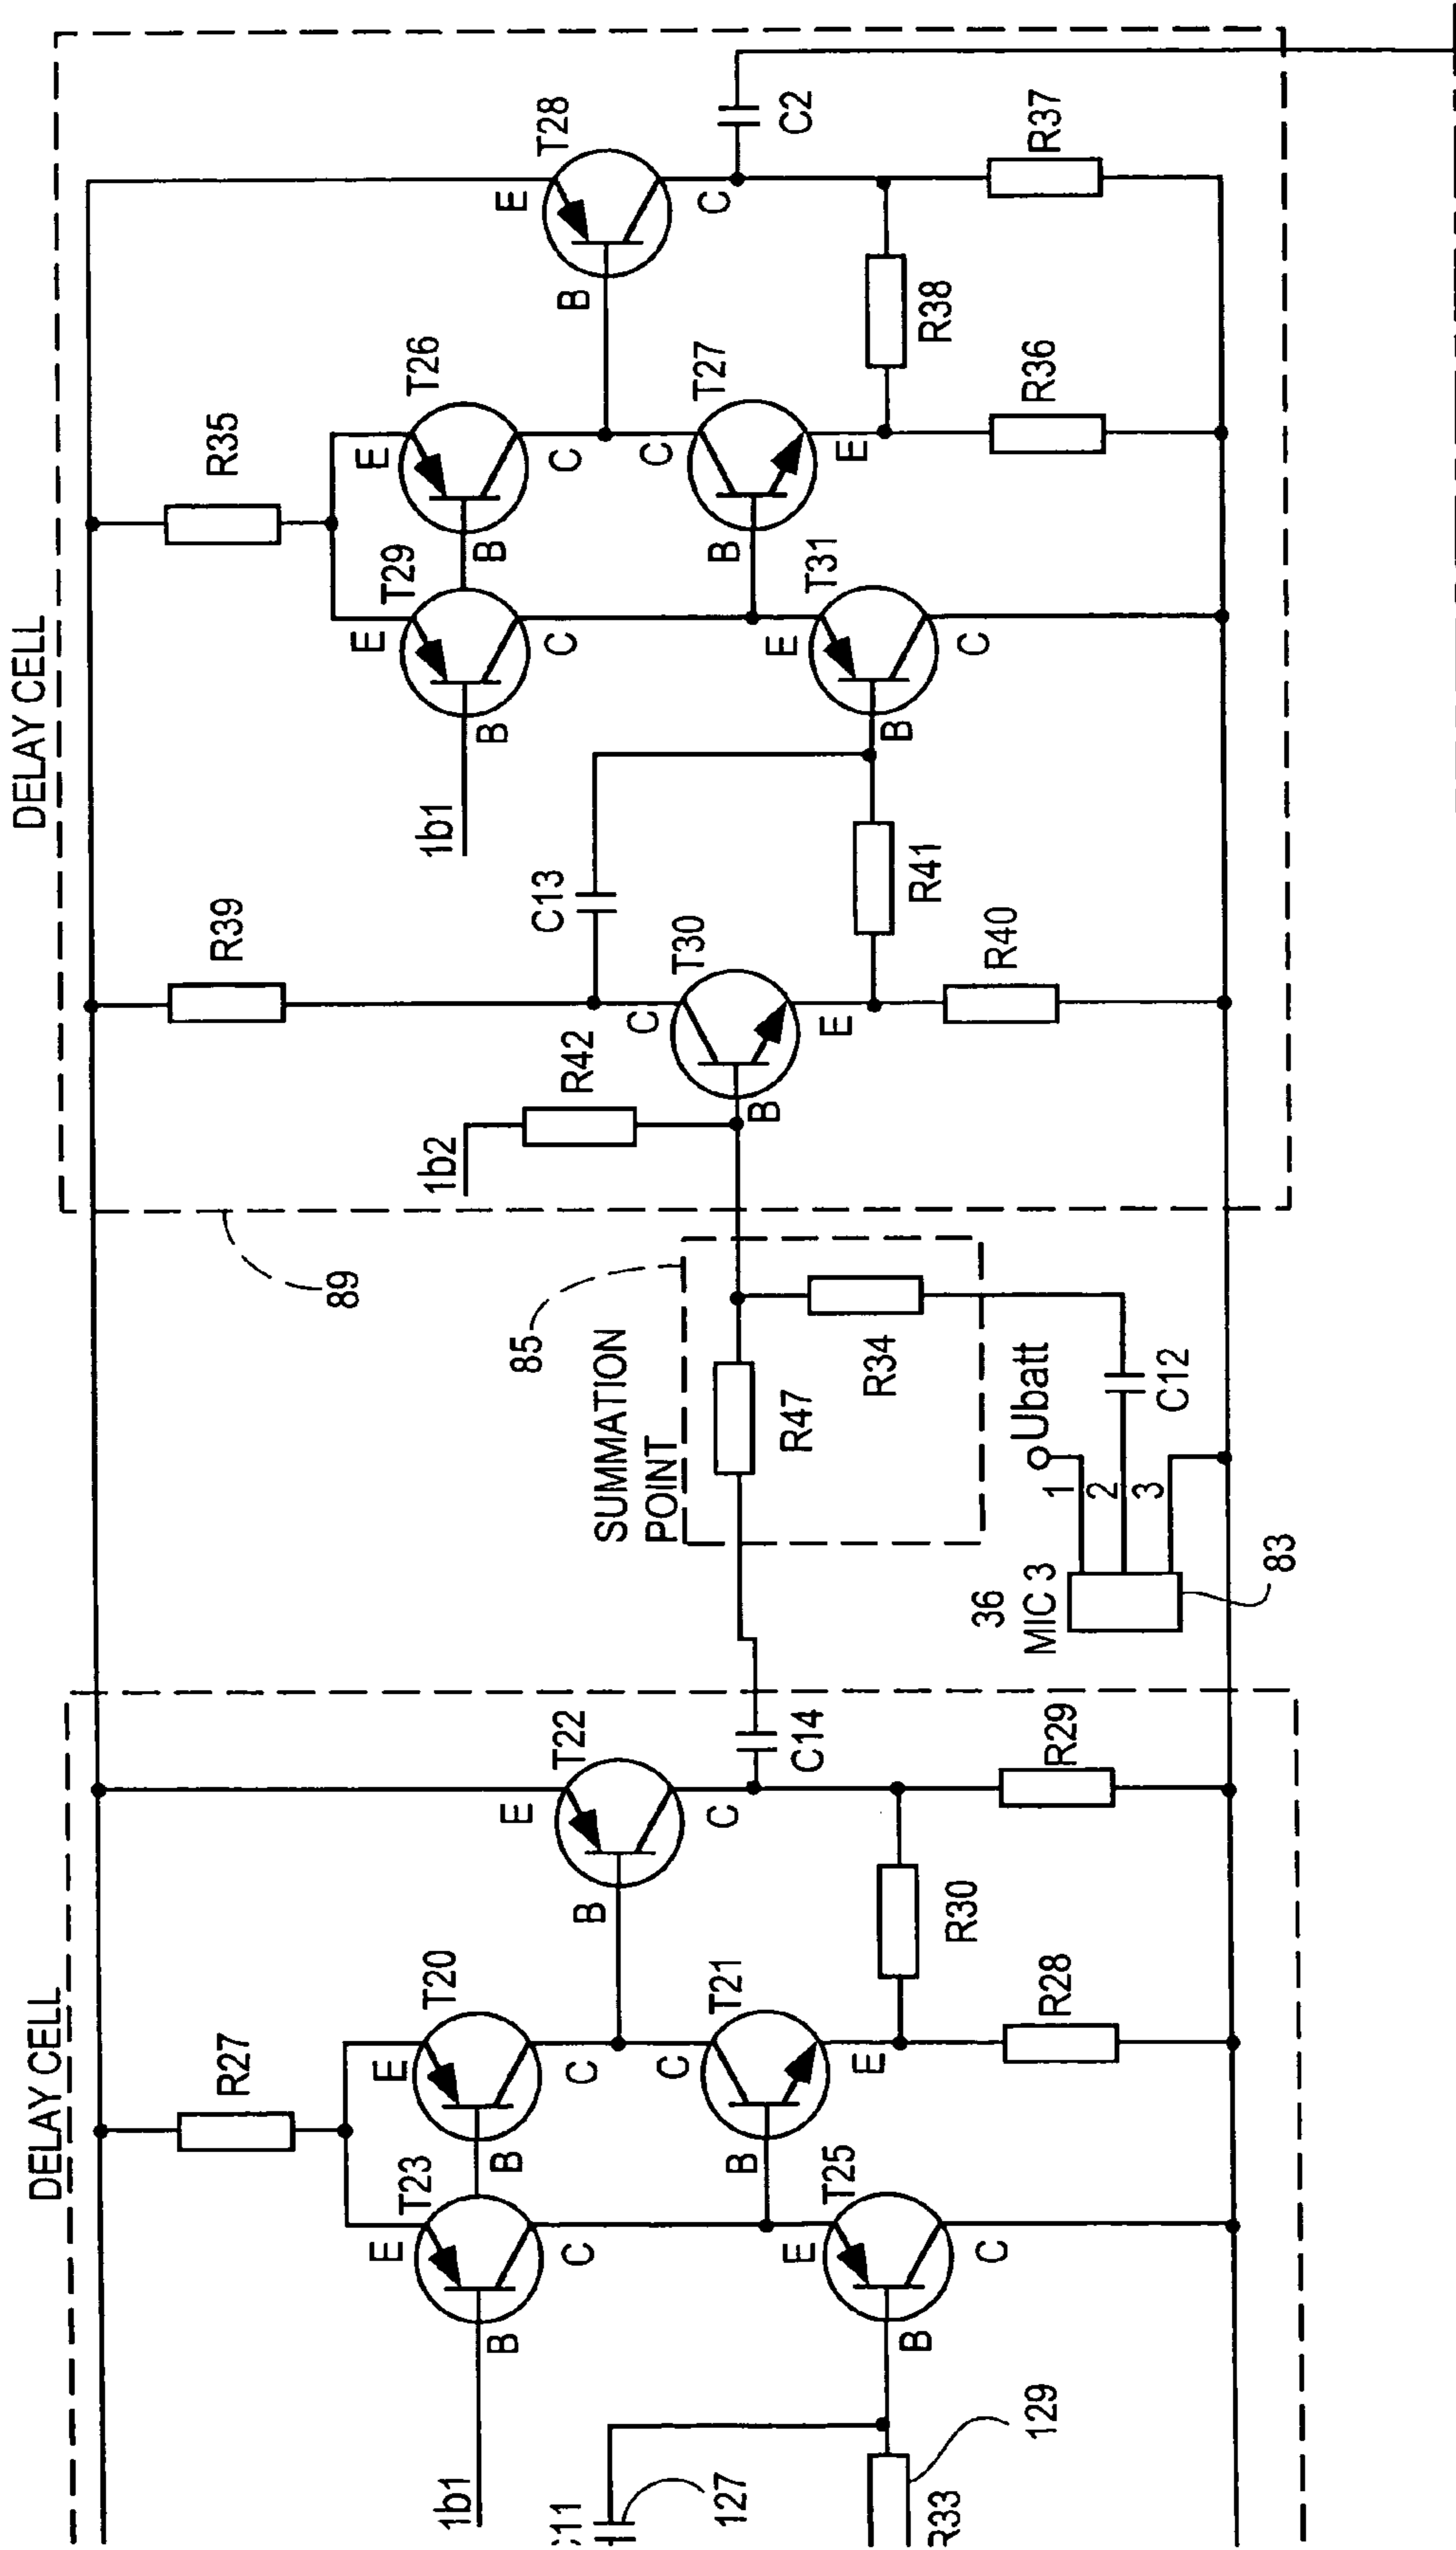 DELAY CELL
T28
E
C
B
C2
R37
R38
R35
T26
E
C
B
T27
C
E
B
R36
T29
E
C
B
T31
E
C
B
1b1
R39
C13
R41
T30
C
E
B
R40
R42
1b2
89
85
SUMMATION
POINT
R47
R34
Ubatt
C12
1
2
3
36
MIC 3
83
DELAY CELL
T22
E
C
B
C14
R29
R30
R27
T20
E
C
B
T21
C
E
B
R28
T23
E
C
B
T25
E
C
B
1b1
127
129
R33